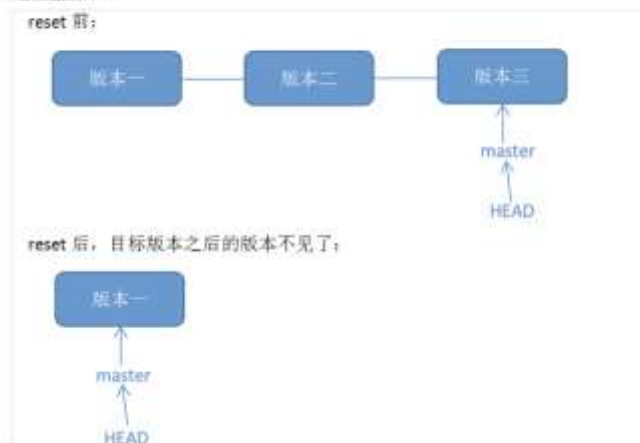 reset 前：
版本一 版本二 版本三
master
HEAD
reset 后，目标版本之后的版本不见了：
版本一
master
HEAD